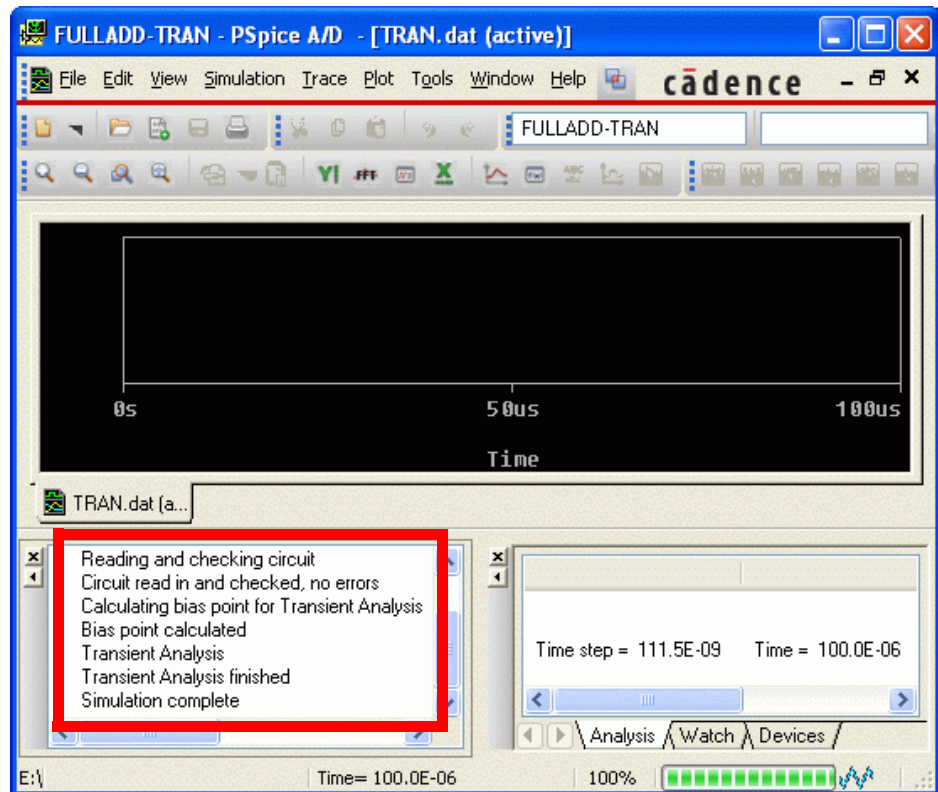 FULLADD-TRAN - PSpice A/D - [TRAN.dat (active)]
File Edit View Simulation Trace Plot Tools Window Help cādence
FULLADD-TRAN
0s 50us 100us
Time
TRAN.dat (a...
Reading and checking circuit
Circuit read in and checked, no errors
Calculating bias point for Transient Analysis
Bias point calculated
Transient Analysis
Transient Analysis finished
Simulation complete
Time step = 111.5E-09 Time = 100.0E-06
Analysis Watch Devices
E:\ Time= 100.0E-06 100%